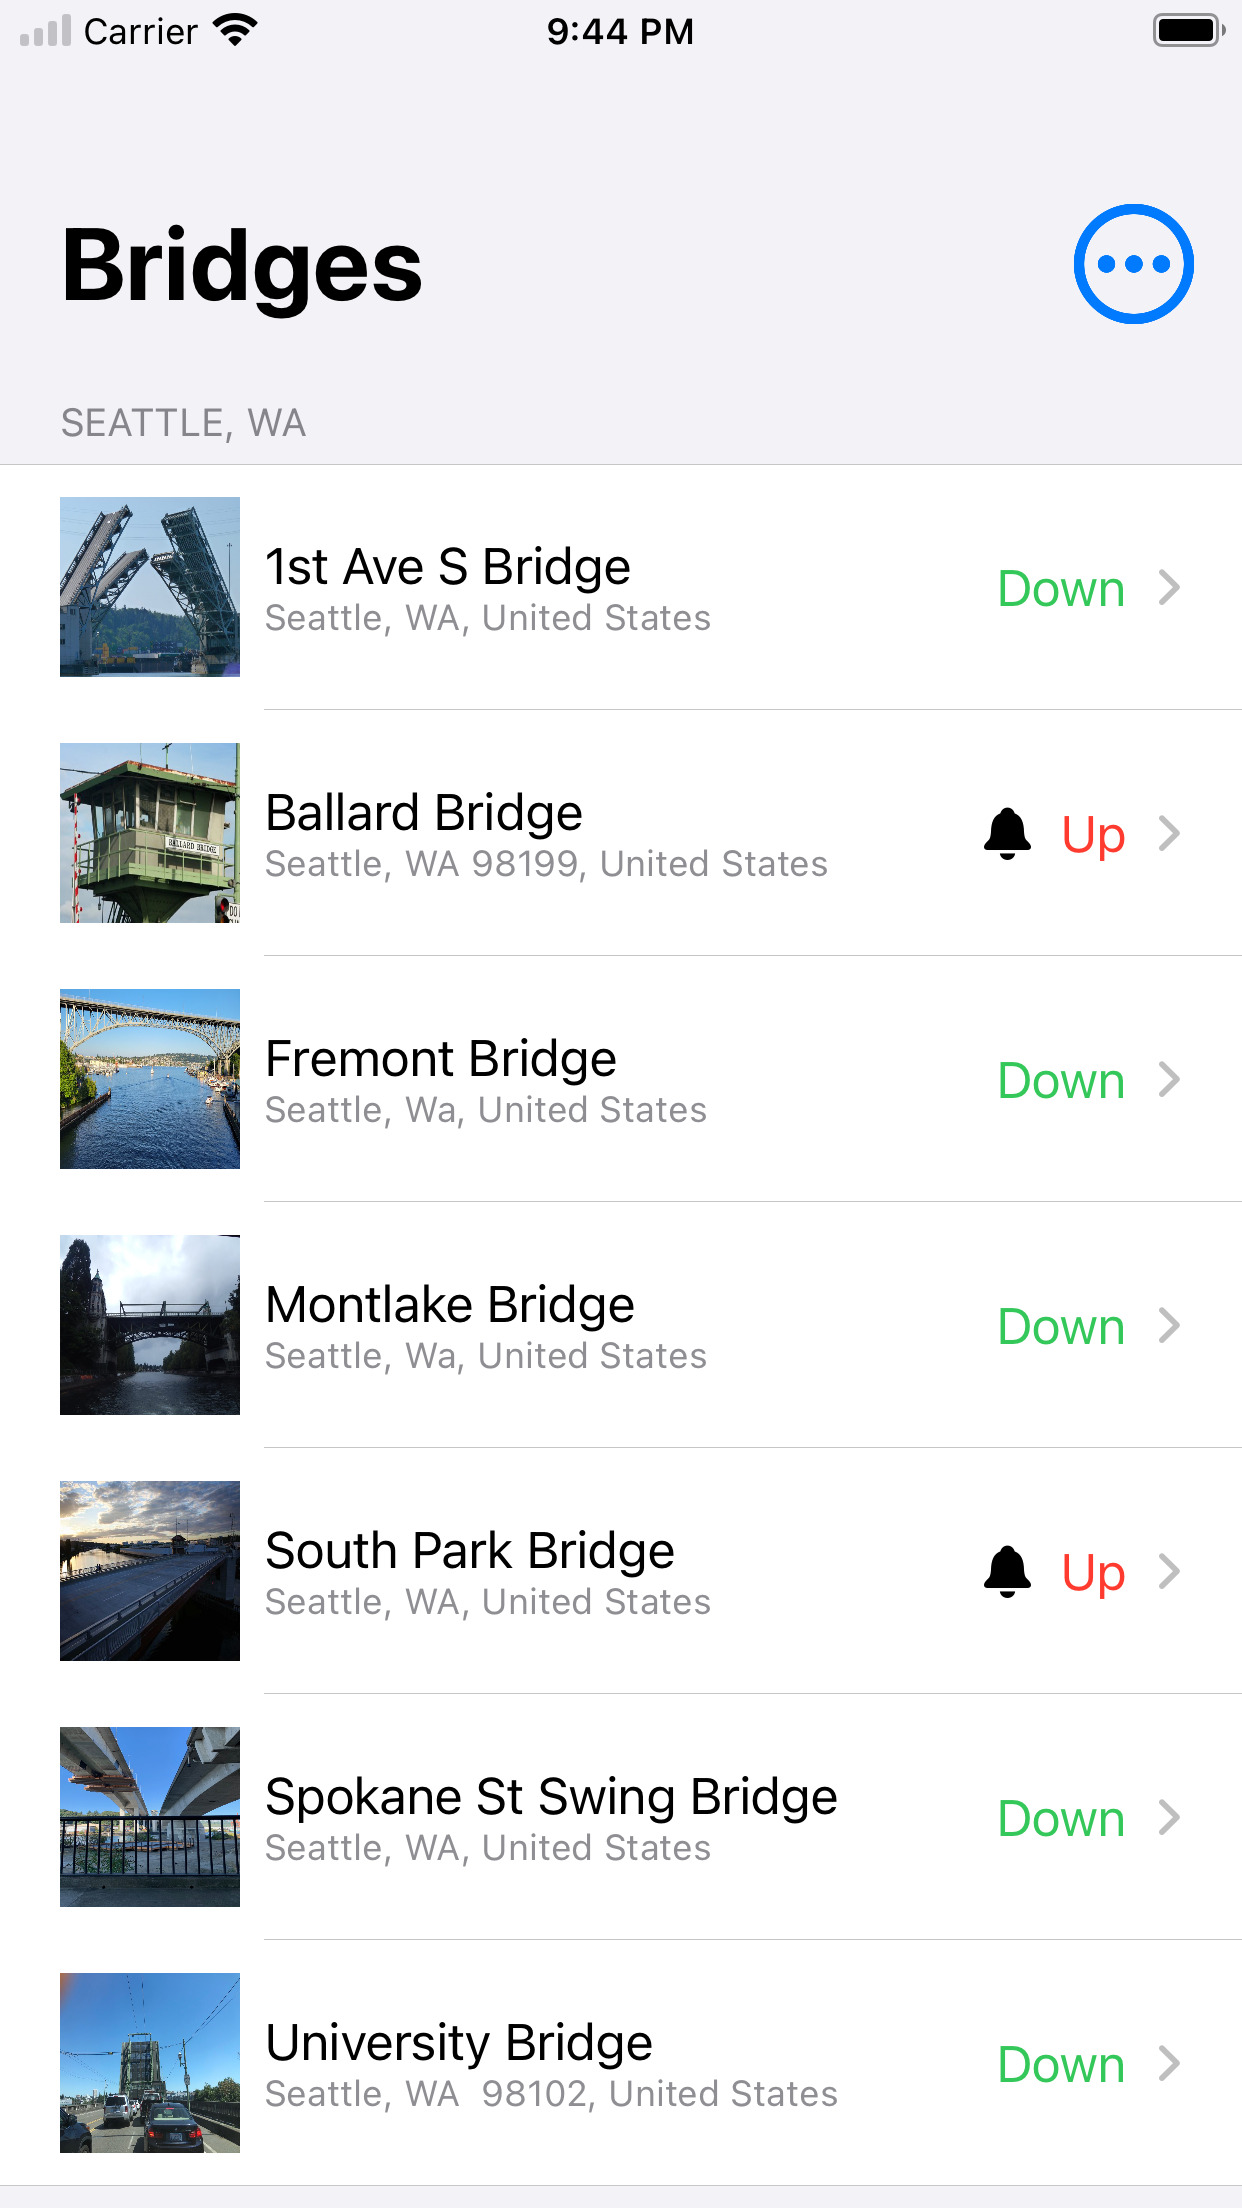 Carrier 9:44 PM
Bridges
SEATTLE, WA
1st Ave S Bridge
Seattle, WA, United States
Down
Ballard Bridge
Seattle, WA 98199, United States
Up
BALLARD BRIDGE
DO
Fremont Bridge
Seattle, Wa, United States
Down
Montlake Bridge
Seattle, Wa, United States
Down
South Park Bridge
Seattle, WA, United States
Up
Spokane St Swing Bridge
Seattle, WA, United States
Down
University Bridge
Seattle, WA  98102, United States
Down